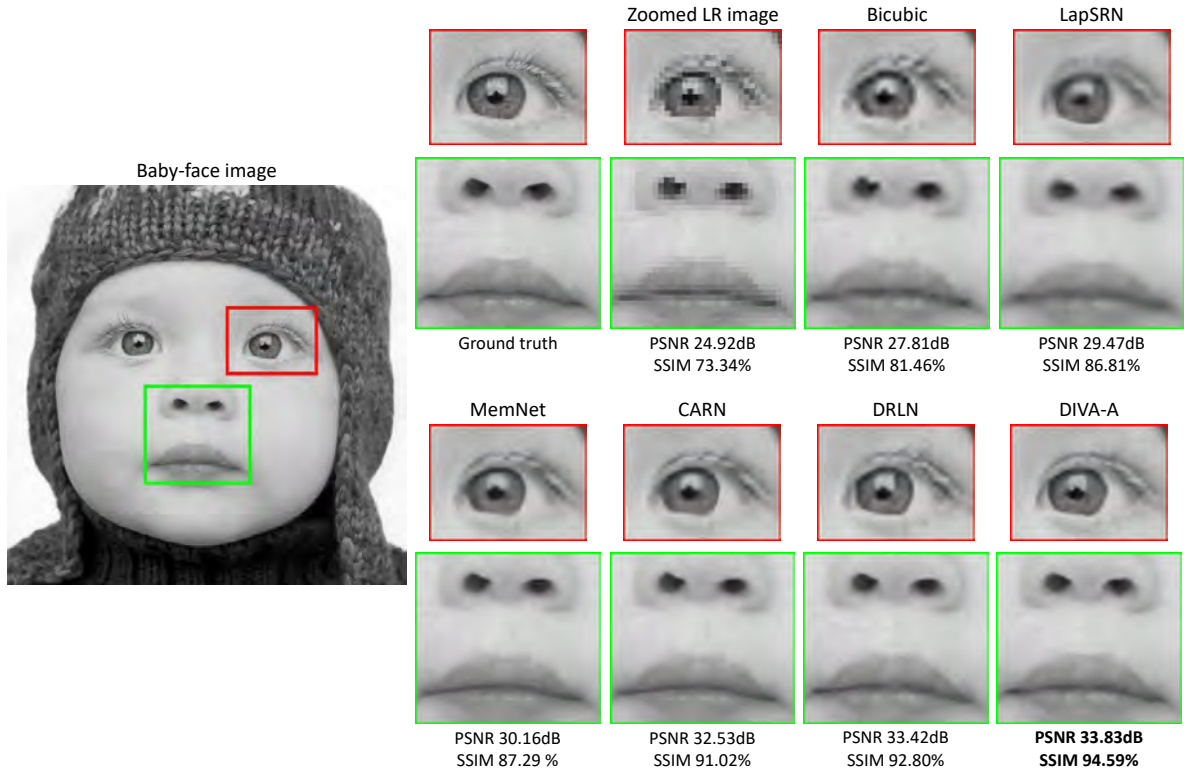 Baby-face image
Zoomed LR image
Bicubic
LapSRN
Ground truth
PSNR 24.92dB
SSIM 73.34%
PSNR 27.81dB
SSIM 81.46%
PSNR 29.47dB
SSIM 86.81%
MemNet
CARN
DRLN
DIVA-A
PSNR 30.16dB
SSIM 87.29 %
PSNR 32.53dB
SSIM 91.02%
PSNR 33.42dB
SSIM 92.80%
PSNR 33.83dB
SSIM 94.59%